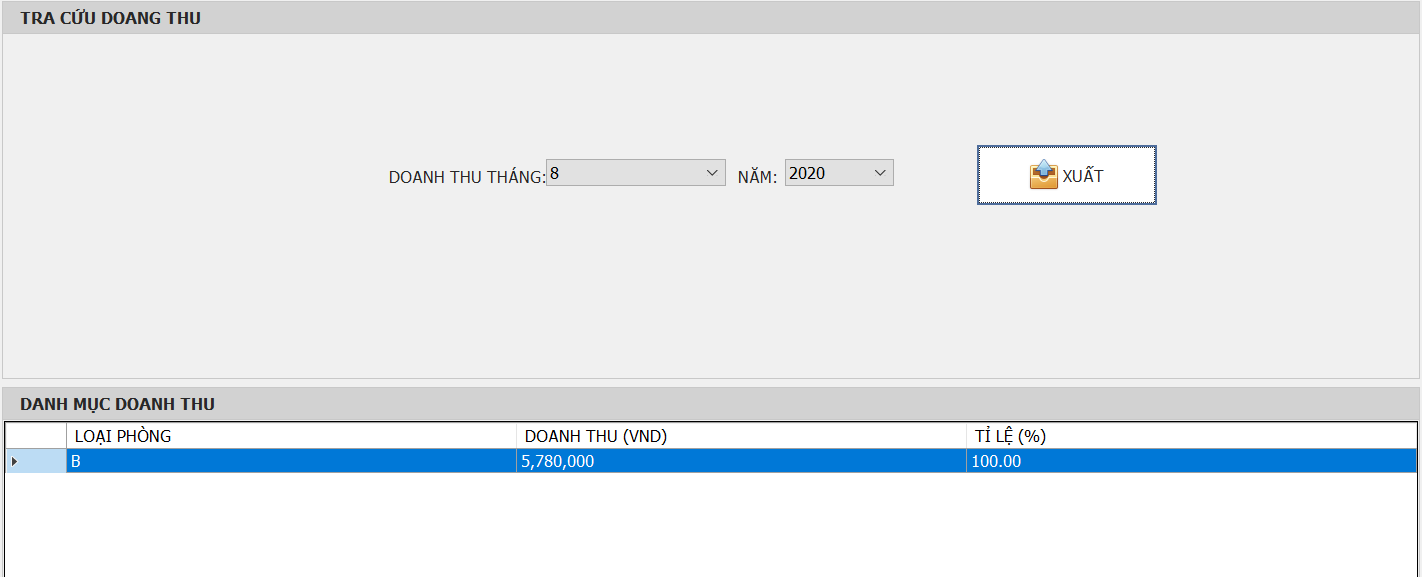 TRA CỨU DOANG THU
DOANH THU THÁNG: 8 NĂM: 2020 XUẤT
DANH MỤC DOANH THU
LOẠI PHÒNG DOANH THU (VND) TỈ LỆ (%)
B 5,780,000 100.00